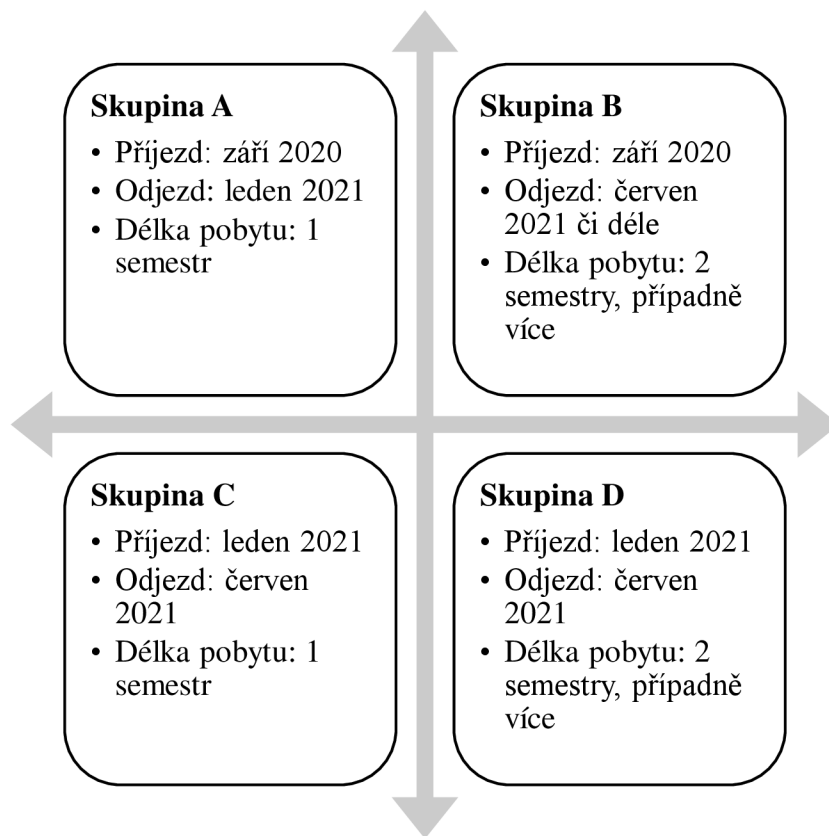 Skupina A
• Příjezd: září 2020
• Odjezd: leden 2021
• Délka pobytu: 1
semestr
Skupina B
• Příjezd: září 2020
• Odjezd: červen
2021 či déle
• Délka pobytu: 2
semestry, případně
více
Skupina C
• Příjezd: leden 2021
• Odjezd: červen
2021
• Délka pobytu: 1
semestr
Skupina D
• Příjezd: leden 2021
• Odjezd: červen
2021
• Délka pobytu: 2
semestry, případně
více